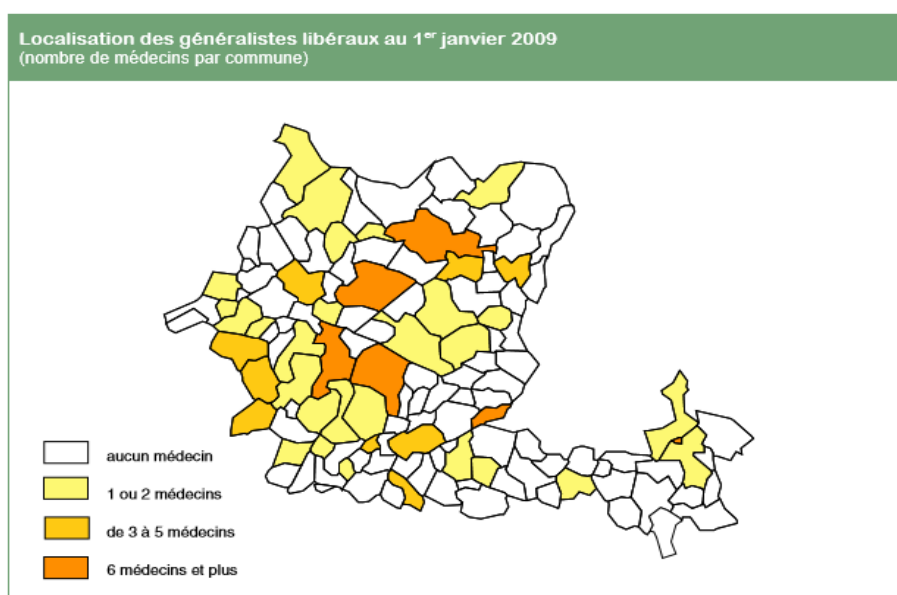 Localisation des généralistes libéraux au 1er janvier 2009
(nombre de médecins par commune)
aucun médecin
1 ou 2 médecins
de 3 à 5 médecins
6 médecins et plus